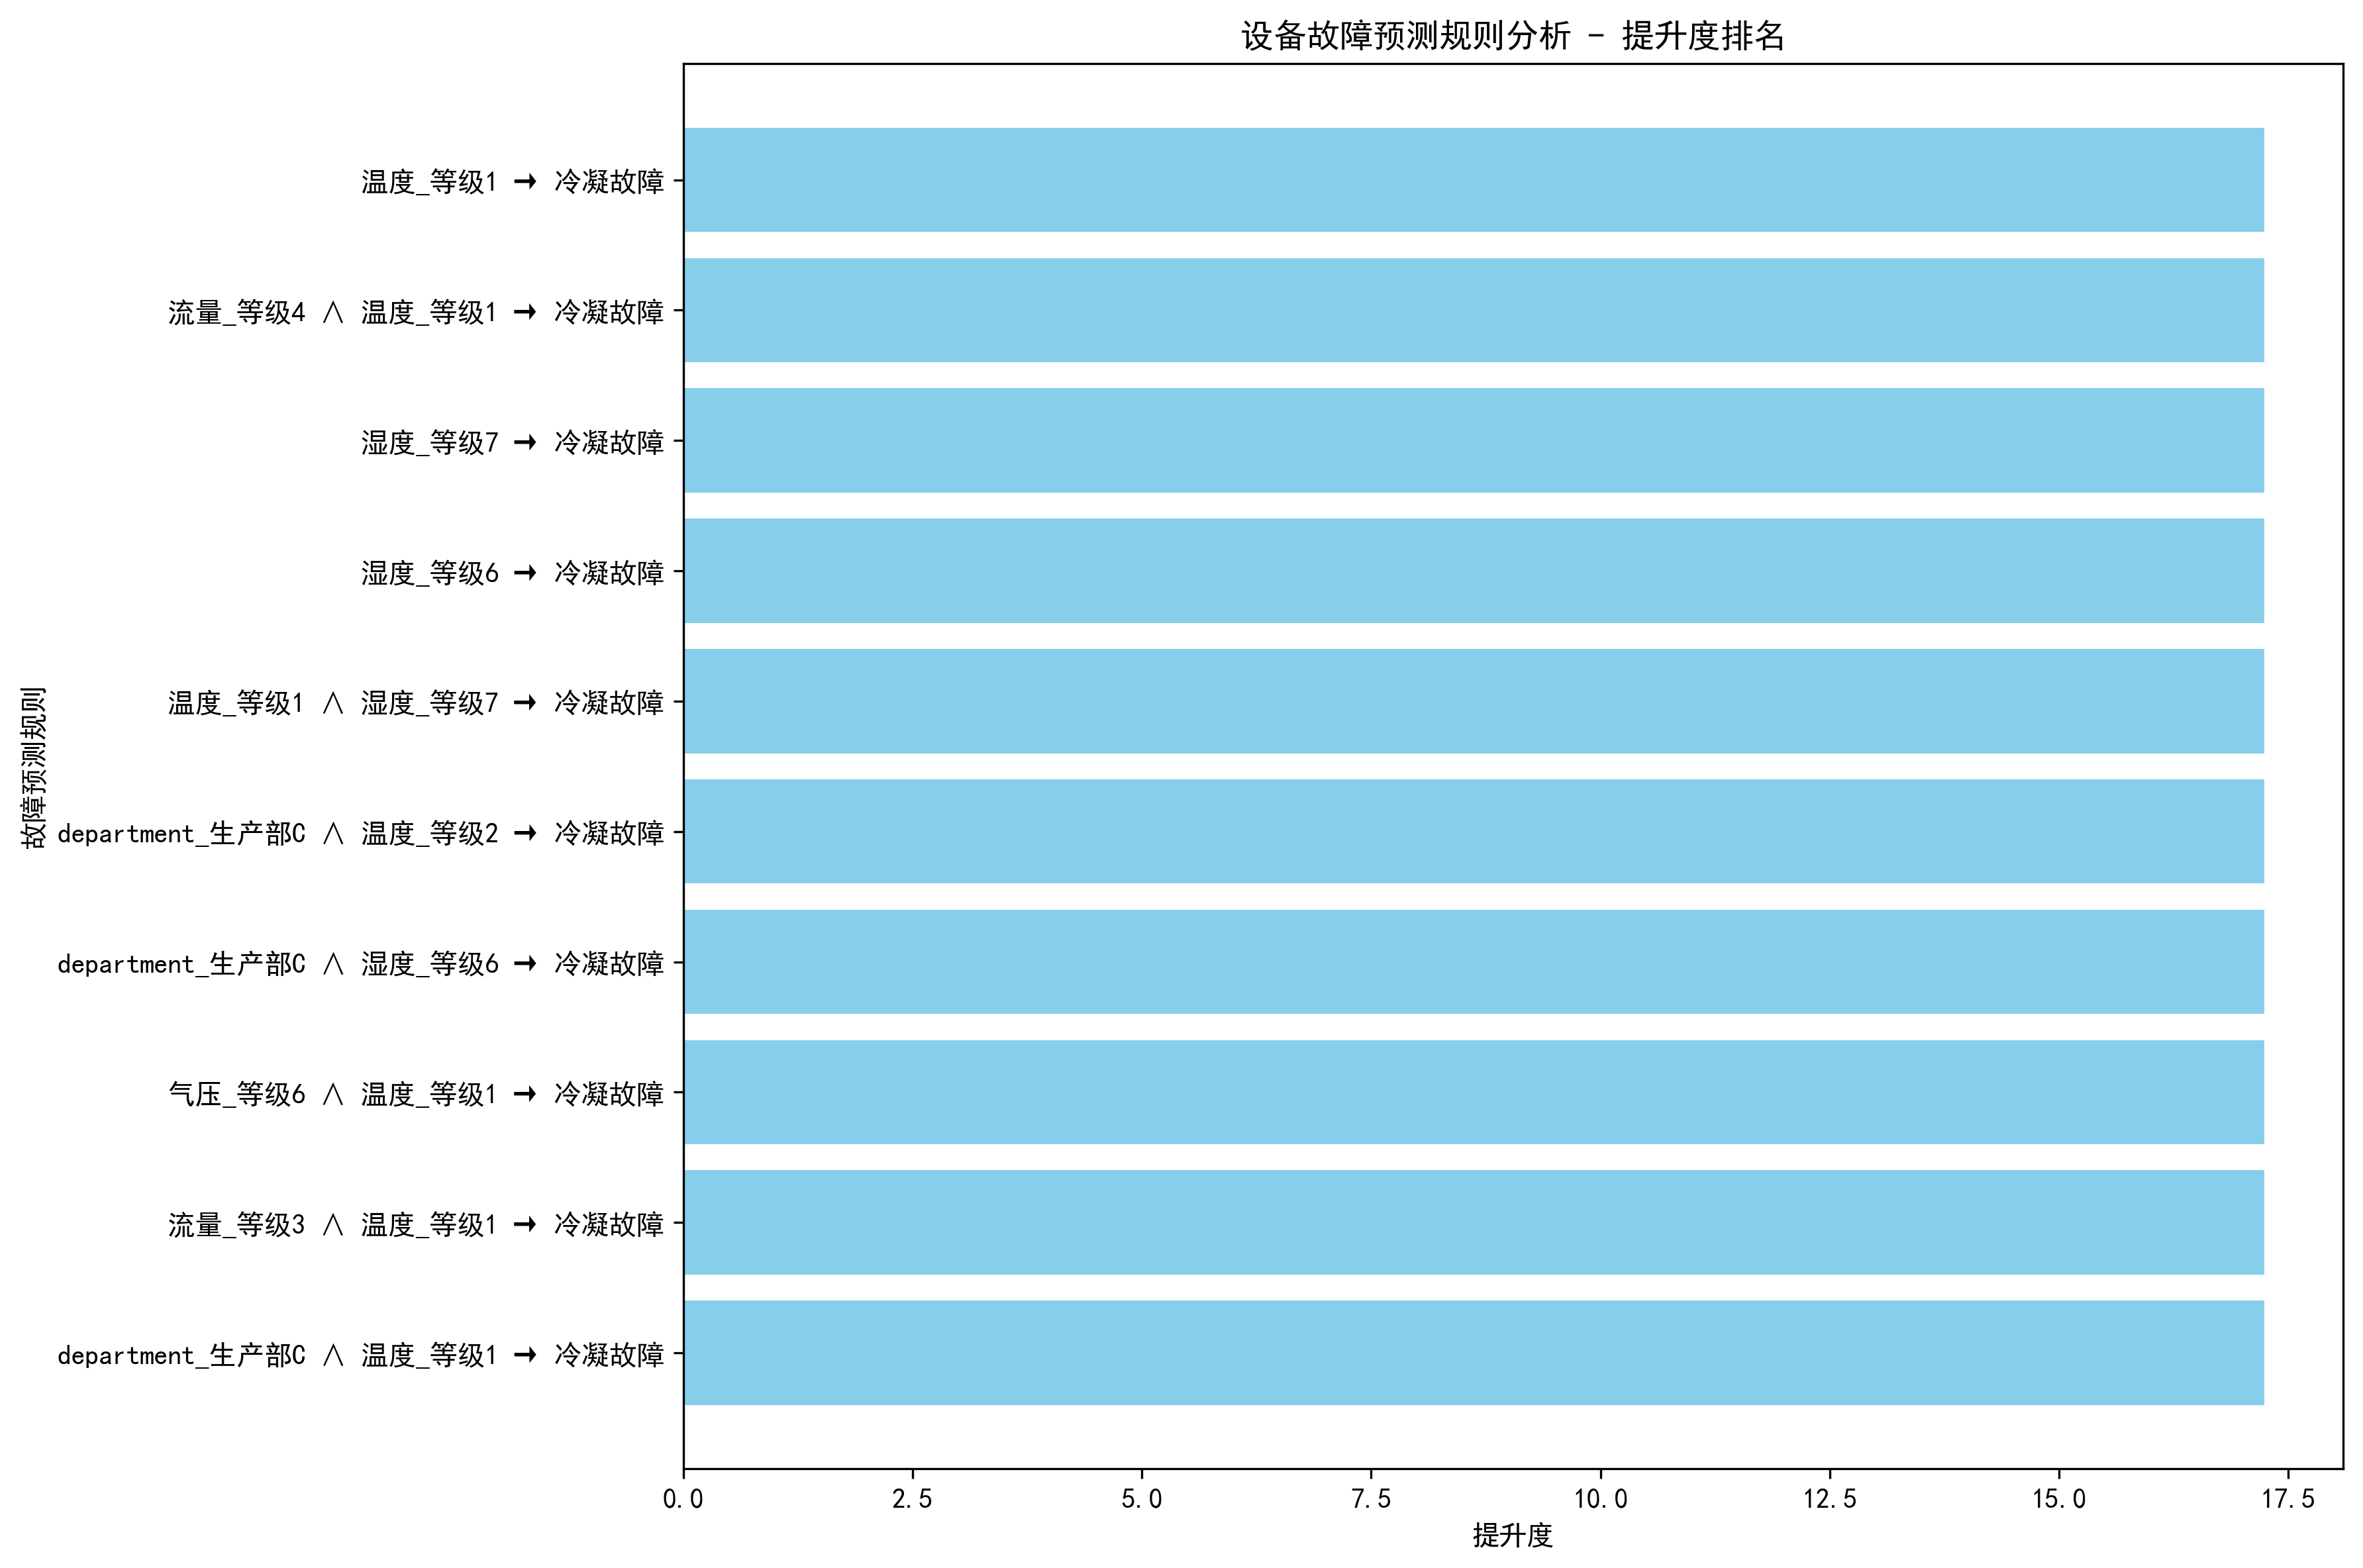 设备故障预测规则分析 - 提升度排名
故障预测规则
温度_等级1 → 冷凝故障
流量_等级4 ∧ 温度_等级1 → 冷凝故障
湿度_等级7 → 冷凝故障
湿度_等级6 → 冷凝故障
温度_等级1 ∧ 湿度_等级7 → 冷凝故障
department_生产部C ∧ 温度_等级2 → 冷凝故障
department_生产部C ∧ 湿度_等级6 → 冷凝故障
气压_等级6 ∧ 温度_等级1 → 冷凝故障
流量_等级3 ∧ 温度_等级1 → 冷凝故障
department_生产部C ∧ 温度_等级1 → 冷凝故障
0.0 2.5 5.0 7.5 10.0 12.5 15.0 17.5
提升度